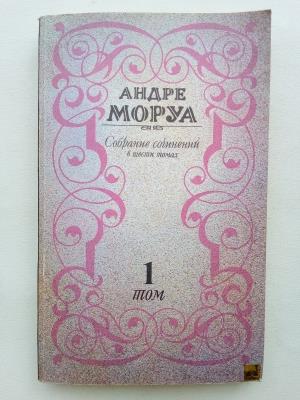 АНДРЕ
МОРУА
Собрание сочинений
в шести томах
1
ТОМ